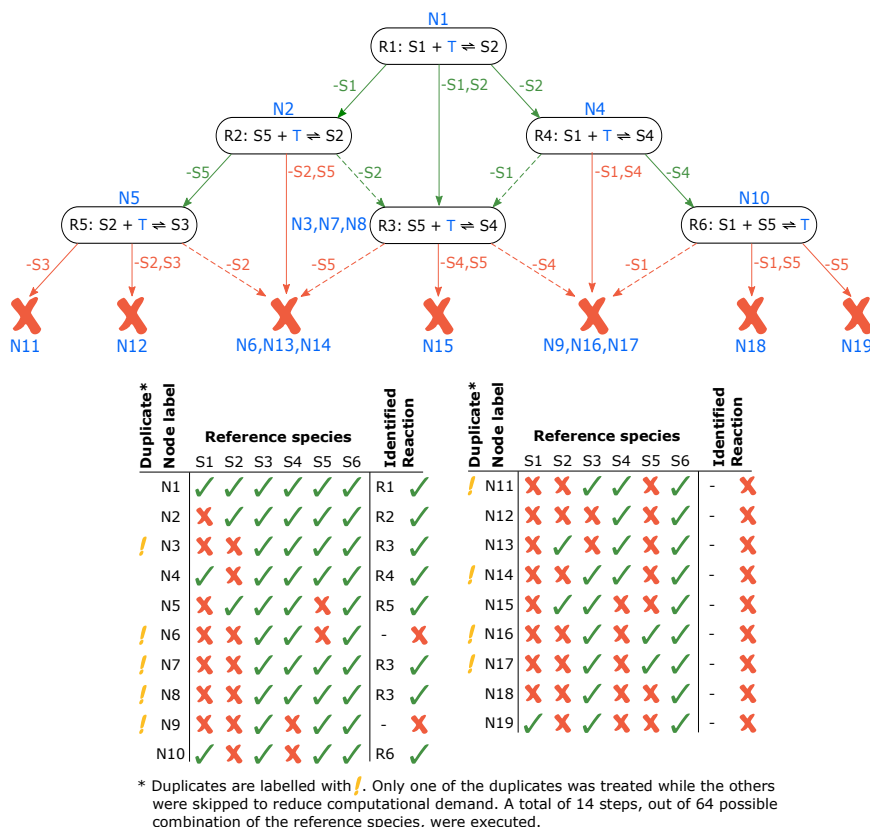 N1
R1: S1 + T ⇌ S2
-S1
-S1,S2
-S2
N2
N4
R2: S5 + T ⇌ S2
R4: S1 + T ⇌ S4
-S5
-S2,S5
-S2
-S1
-S1,S4
-S4
N5
N10
R5: S2 + T ⇌ S3
N3,N7,N8
R3: S5 + T ⇌ S4
R6: S1 + S5 ⇌ T
-S3
-S2,S3
-S2
-S5
-S4,S5
-S4
-S1
-S1,S5
-S5
N11
N12
N6,N13,N14
N15
N9,N16,N17
N18
N19
Duplicate*
Node label
Reference species
Identified
Reaction
S1 S2 S3 S4 S5 S6
N1 ✓ ✓ ✓ ✓ ✓ ✓ R1 ✓
N2 ✗ ✓ ✓ ✓ ✓ ✓ R2 ✓
! N3 ✗ ✗ ✓ ✓ ✓ ✓ R3 ✓
N4 ✓ ✗ ✓ ✓ ✓ ✓ R4 ✓
N5 ✗ ✓ ✓ ✓ ✗ ✓ R5 ✓
! N6 ✗ ✗ ✓ ✓ ✗ ✓ - ✗
! N7 ✗ ✗ ✓ ✓ ✓ ✓ R3 ✓
! N8 ✗ ✗ ✓ ✓ ✓ ✓ R3 ✓
! N9 ✗ ✗ ✓ ✗ ✓ ✓ - ✗
N10 ✓ ✗ ✓ ✗ ✓ ✓ R6 ✓
Duplicate*
Node label
Reference species
Identified
Reaction
S1 S2 S3 S4 S5 S6
! N11 ✗ ✗ ✓ ✓ ✗ ✓ - ✗
N12 ✗ ✗ ✗ ✓ ✗ ✓ - ✗
N13 ✗ ✓ ✗ ✓ ✗ ✓ - ✗
! N14 ✗ ✗ ✓ ✓ ✗ ✓ - ✗
N15 ✗ ✓ ✓ ✗ ✗ ✓ - ✗
! N16 ✗ ✗ ✓ ✗ ✓ ✓ - ✗
! N17 ✗ ✗ ✓ ✗ ✓ ✓ - ✗
N18 ✗ ✗ ✓ ✗ ✗ ✓ - ✗
N19 ✓ ✗ ✓ ✗ ✗ ✓ - ✗
* Duplicates are labelled with !. Only one of the duplicates was treated while the others
were skipped to reduce computational demand. A total of 14 steps, out of 64 possible
combination of the reference species, were executed.